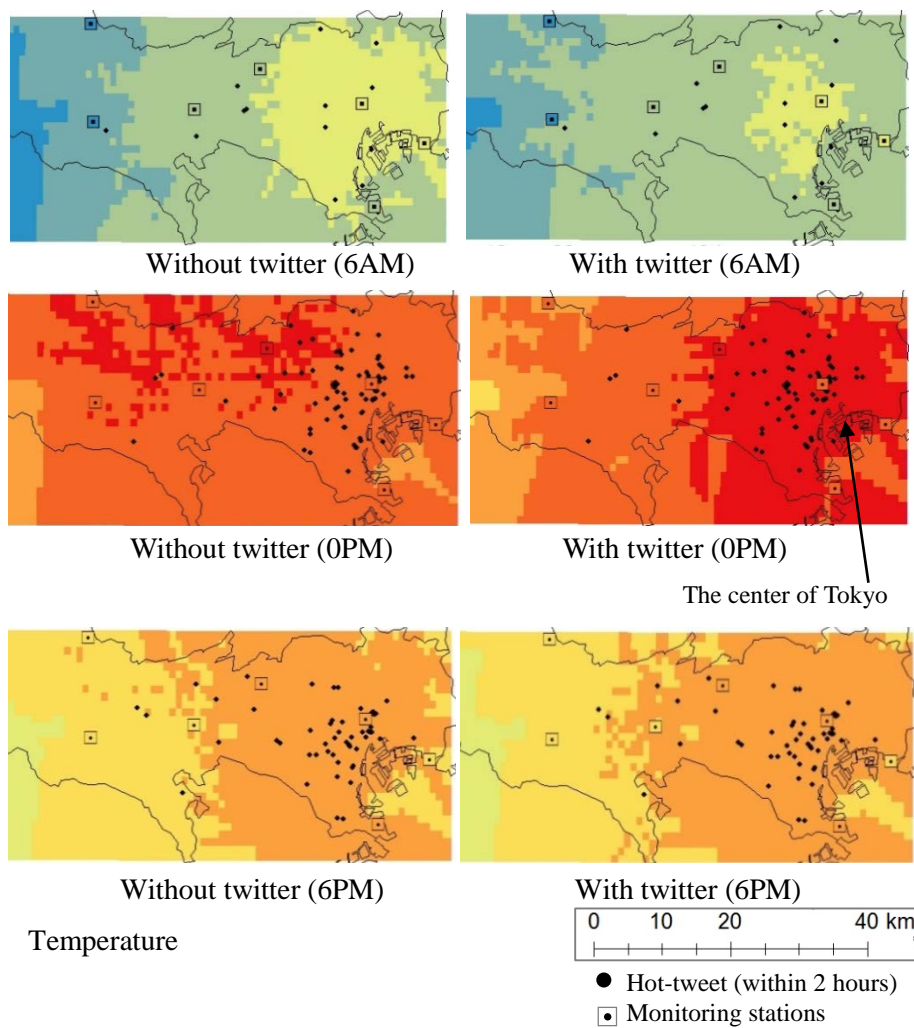 Without twitter (6AM)
With twitter (6AM)
Without twitter (0PM)
With twitter (0PM)
The center of Tokyo
Without twitter (6PM)
With twitter (6PM)
Temperature
0 10 20 40 km
Hot-tweet (within 2 hours)
Monitoring stations